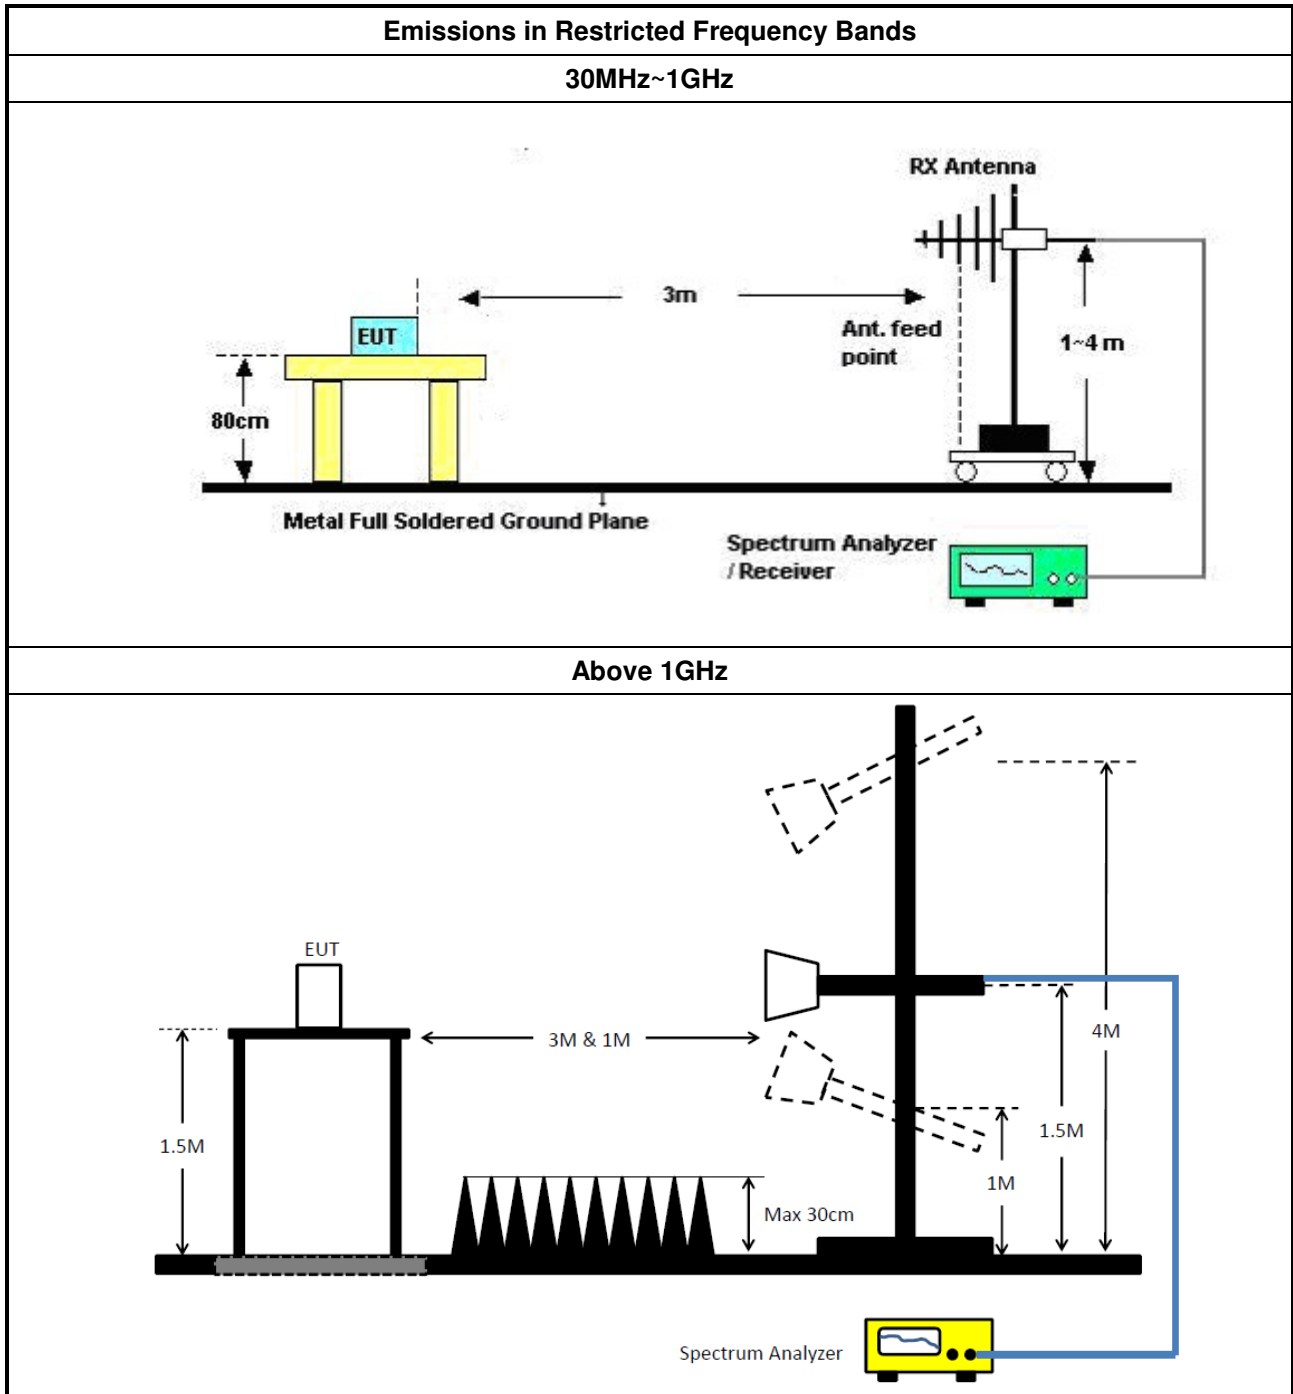 Emissions in Restricted Frequency Bands
30MHz~1GHz
RX Antenna
3m
EUT
Ant. feed
point
1~4 m
80cm
Metal Full Soldered Ground Plane
Spectrum Analyzer
/ Receiver
Above 1GHz
EUT
3M & 1M
4M
1.5M
1.5M
1M
Max 30cm
Spectrum Analyzer